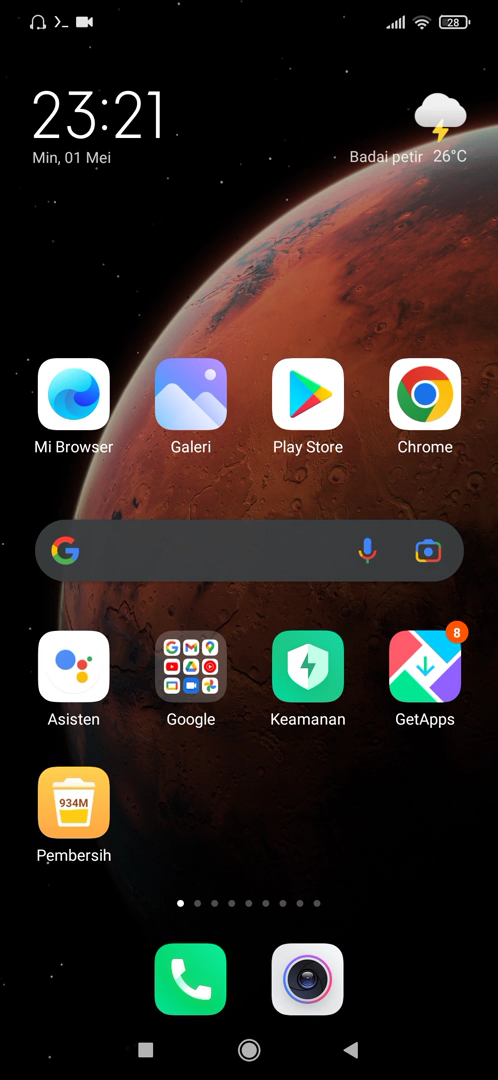 28
23:21
Min, 01 Mei
Badai petir 26°C
Mi Browser
Galeri
Play Store
Chrome
8
Asisten
Google
Keamanan
GetApps
934M
Pembersih